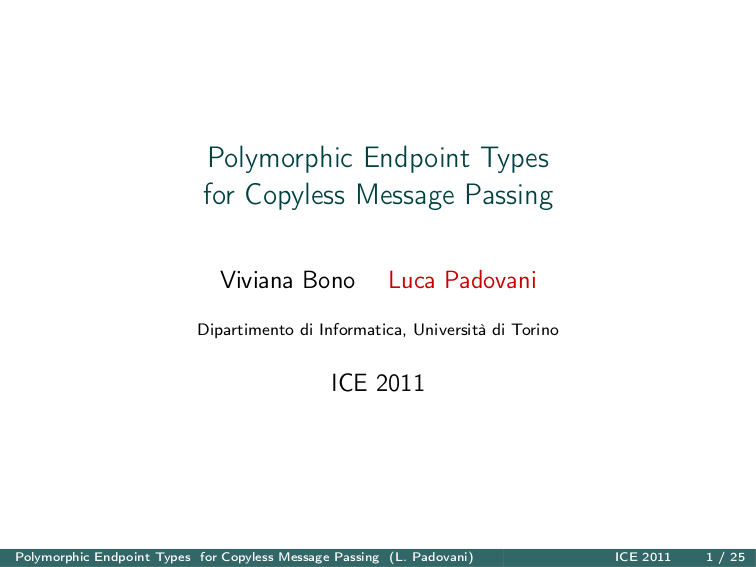 Polymorphic Endpoint Types
for Copyless Message Passing
Viviana Bono Luca Padovani
Dipartimento di Informatica, Università di Torino
ICE 2011
Polymorphic Endpoint Types for Copyless Message Passing (L. Padovani) ICE 2011 1 / 25